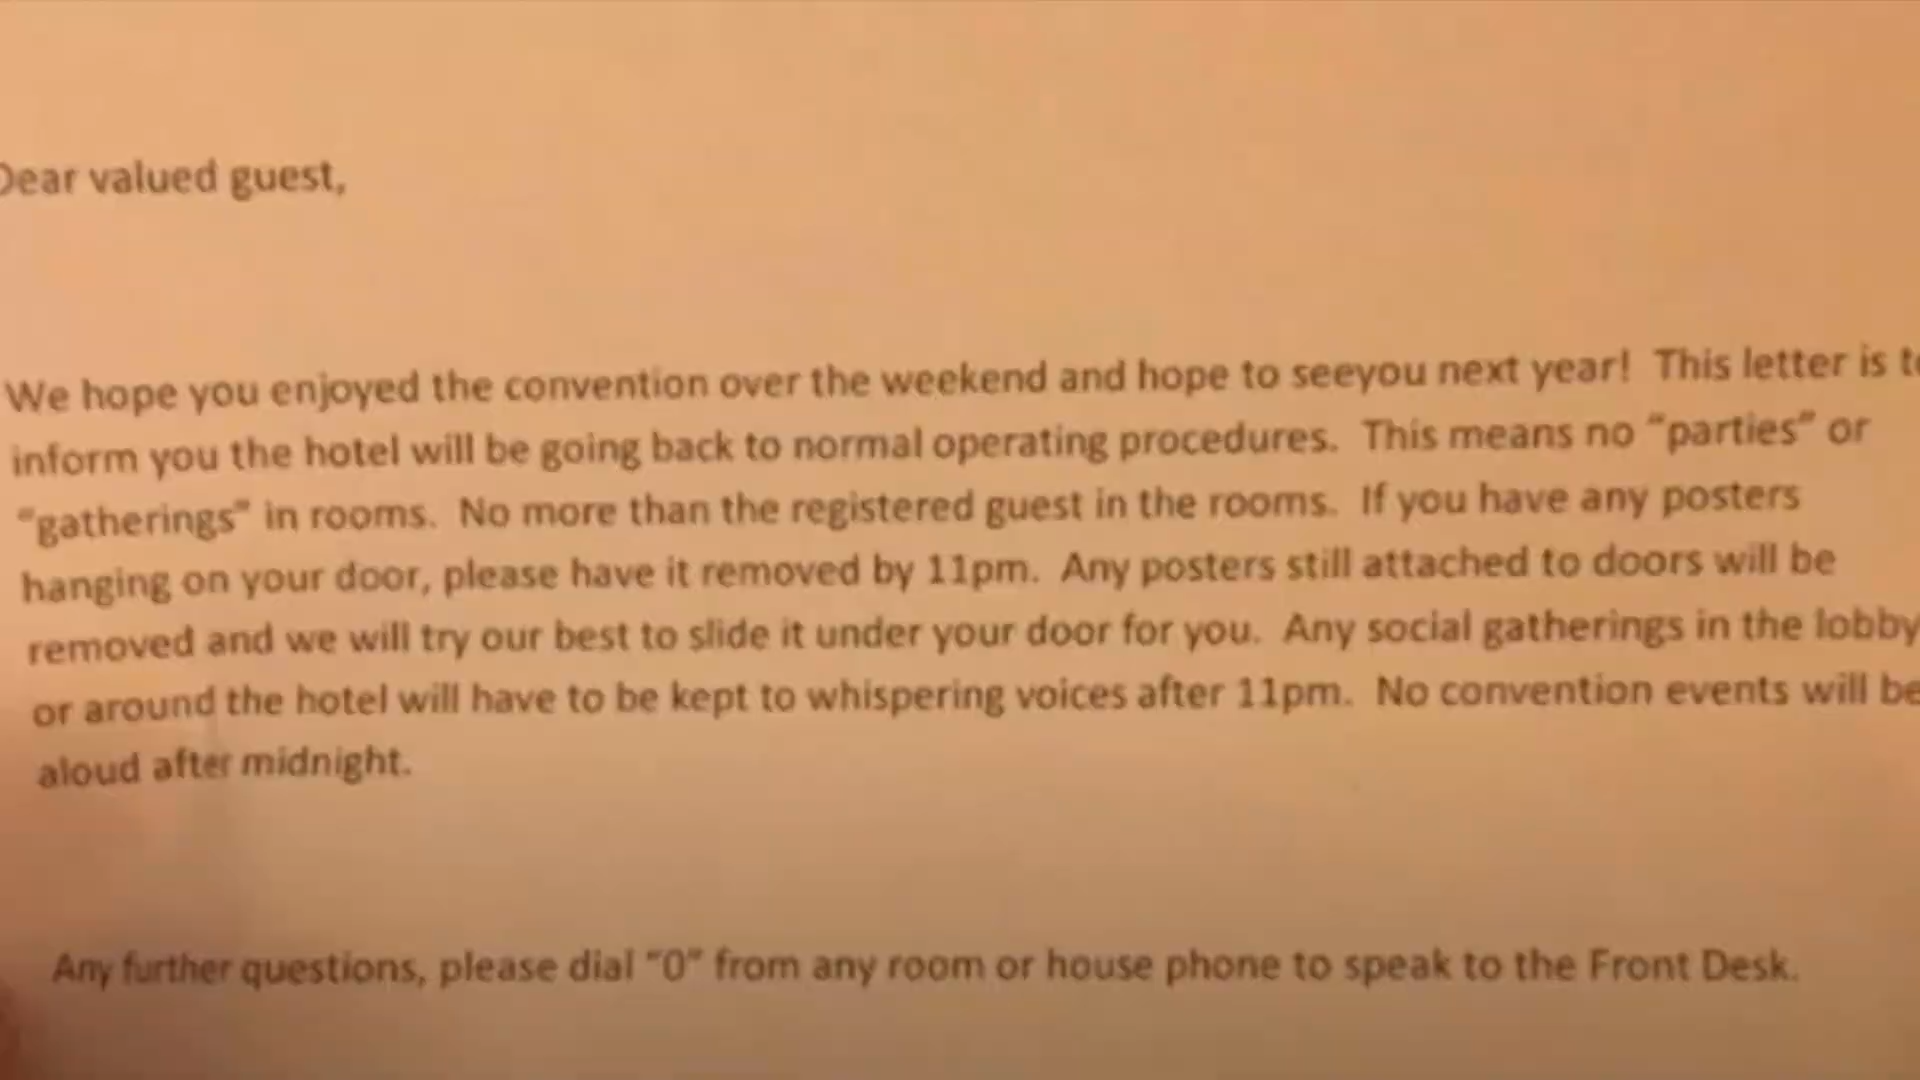 Dear valued guest,
We hope you enjoyed the convention over the weekend and hope to seeyou next year!  This letter is to
inform you the hotel will be going back to normal operating procedures.  This means no “parties” or
“gatherings” in rooms.  No more than the registered guest in the rooms.  If you have any posters
hanging on your door, please have it removed by 11pm.  Any posters still attached to doors will be
removed and we will try our best to slide it under your door for you.  Any social gatherings in the lobby
or around the hotel will have to be kept to whispering voices after 11pm.  No convention events will be
aloud after midnight.
Any further questions, please dial “0” from any room or house phone to speak to the Front Desk.